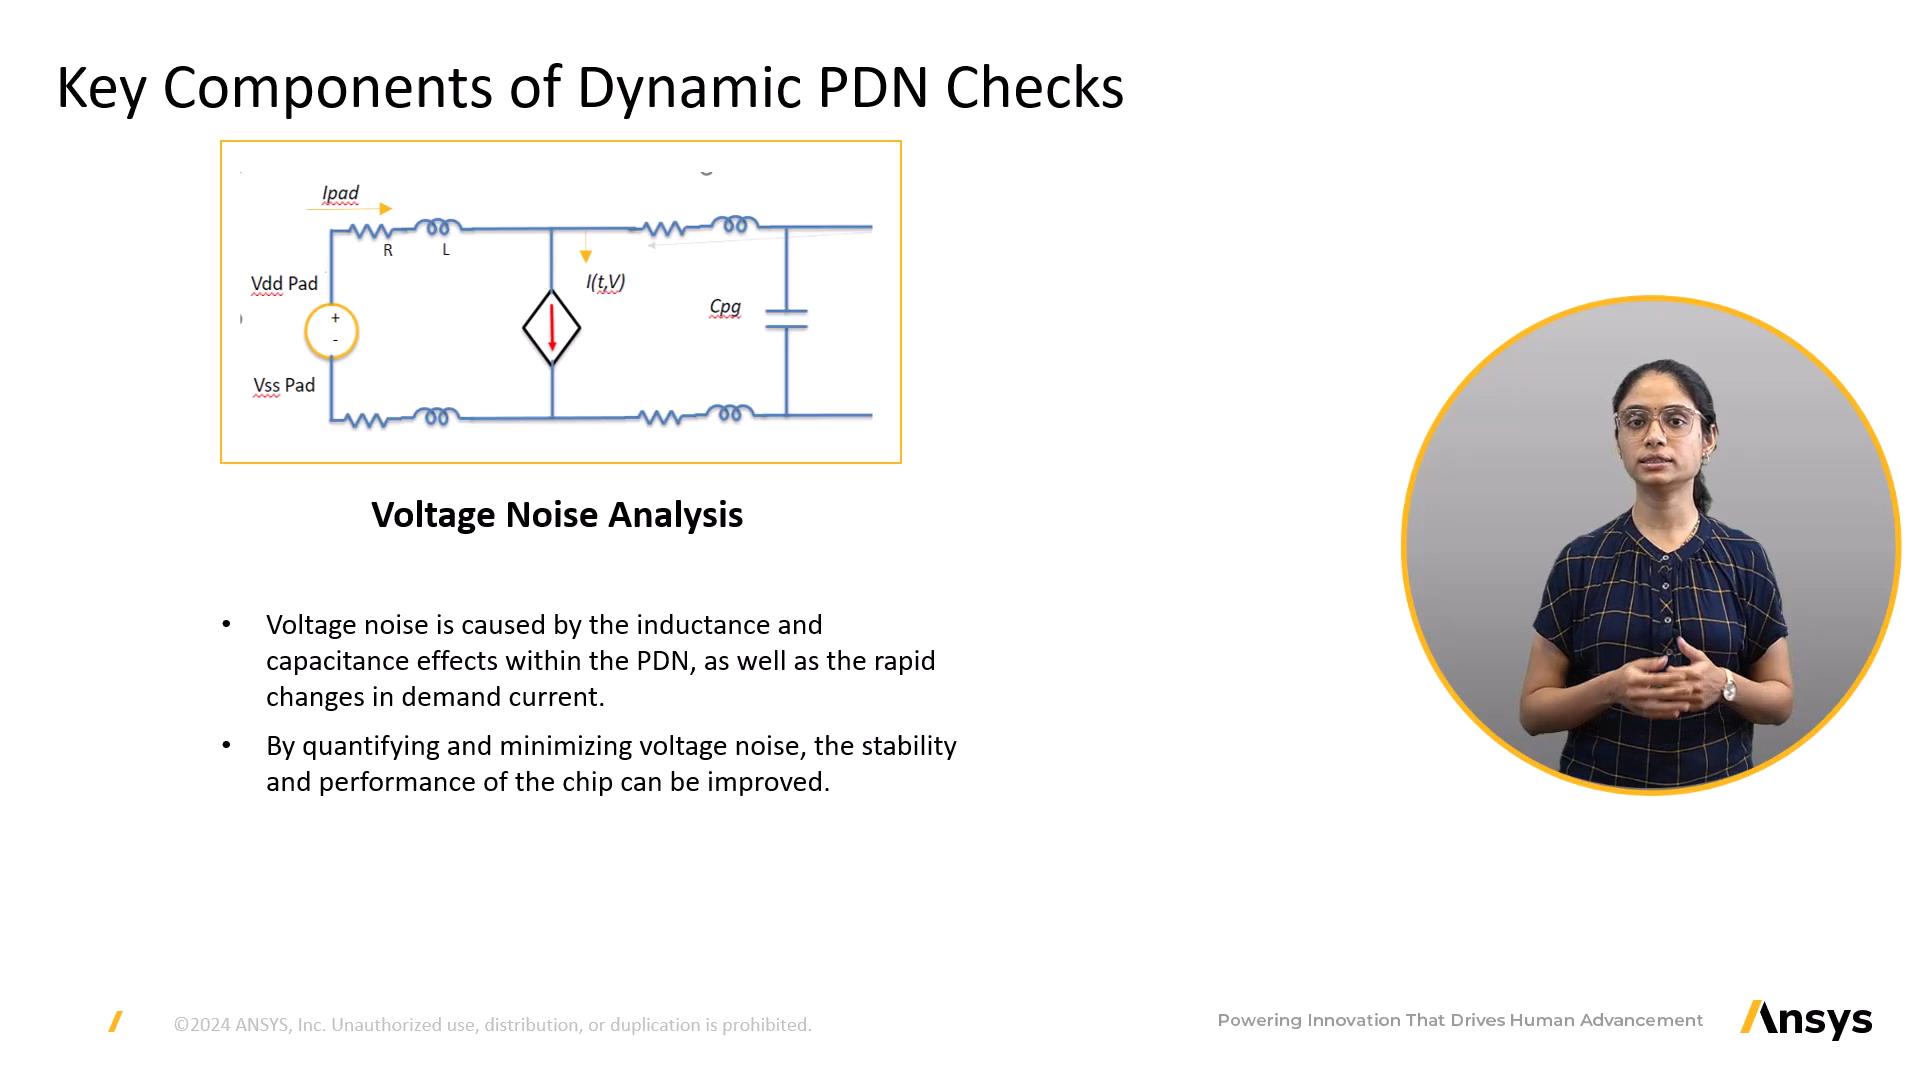 Key Components of Dynamic PDN Checks
Ipad
R
L
Vdd Pad
I(t,V)
Cpg
+
-
Vss Pad
Voltage Noise Analysis
• Voltage noise is caused by the inductance and
capacitance effects within the PDN, as well as the rapid
changes in demand current.
• By quantifying and minimizing voltage noise, the stability
and performance of the chip can be improved.
©2024 ANSYS, Inc. Unauthorized use, distribution, or duplication is prohibited.
Powering Innovation That Drives Human Advancement
Ansys